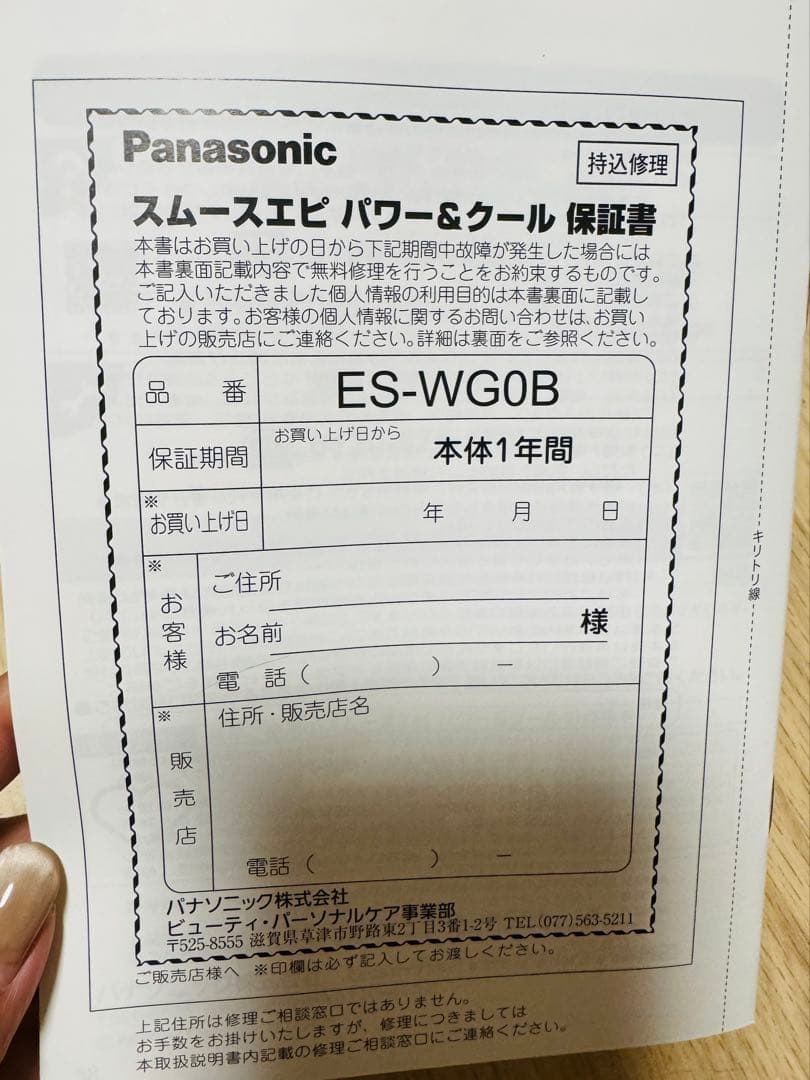 Panasonic
持込修理
スムースエピ パワー&クール 保証書
本書はお買い上げの日から下記期間中故障が発生した場合には
本書裏面記載内容で無料修理を行うことをお約束するものです。
ご記入いただきました個人情報の利用目的は本書裏面に記載し
ております。お客様の個人情報に関するお問い合わせは、お買い
上げの販売店にご連絡ください。詳細は裏面をご参照ください。
品 番 ES-WG0B
保証期間 お買い上げ日から 本体1年間
※お買い上げ日 年 月 日
※お客様
ご住所
お名前 様
電 話( ) －
※販売店
住所・販売店名
電話( ) －
パナソニック株式会社
ビューティ・パーソナルケア事業部
〒525-8555 滋賀県草津市野路東2丁目3番1-2号 TEL(077)563-5211
ご販売店様へ ※印欄は必ず記入してお渡しください。
上記住所は修理ご相談窓口ではありません。
お手数をお掛けいたしますが、修理につきましては
本取扱説明書内記載の修理ご相談窓口にご連絡ください。
キリトリ線